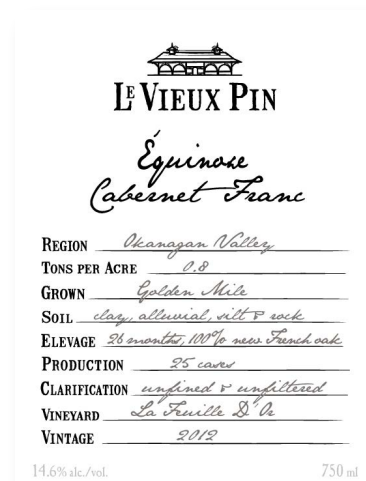 LE VIEUX PIN
Équinoxe
Cabernet Franc
REGION Okanagan Valley
TONS PER ACRE 0.8
GROWN Golden Mile
SOIL clay, alluvial, silt & rock
ELEVAGE 26 months, 100% new French oak
PRODUCTION 25 cases
CLARIFICATION unfined & unfiltered
VINEYARD La Feuille D'Or
VINTAGE 2012
14.6% alc./vol. 750 ml